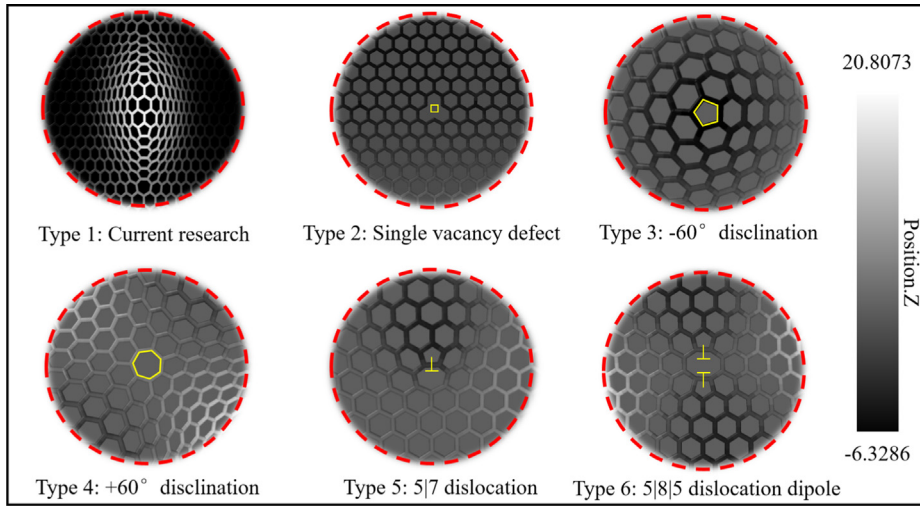 20.8073
Position.Z
-6.3286
Type 1: Current research
Type 2: Single vacancy defect
Type 3: -60° disclination
Type 4: +60° disclination
Type 5: 5|7 dislocation
Type 6: 5|8|5 dislocation dipole